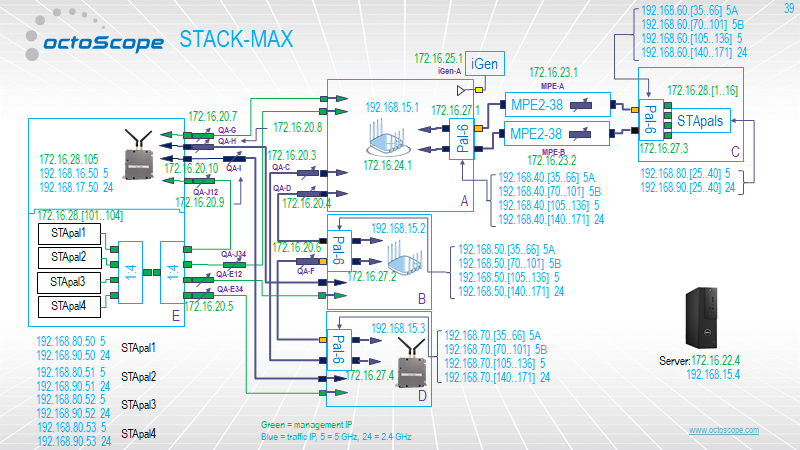 39
octoScope
STACK-MAX
192.168.60.[35..66] 5A
192.168.60.[70..101] 5B
192.168.60.[105..136] 5
192.168.60.[140..171] 24
172.16.25.1
iGen-A
iGen
172.16.23.1
MPE-A
MPE2-38
MPE2-38
MPE-B
172.16.23.2
172.16.28.[1..16]
Pal-6
STApals
172.16.27.3
C
192.168.80.[25..40] 5
192.168.90.[25..40] 24
192.168.15.1
172.16.27.1
Pal-6
172.16.24.1
A
192.168.40.[35..66] 5A
192.168.40.[70..101] 5B
192.168.40.[105..136] 5
192.168.40.[140..171] 24
172.16.20.7
QA-G
QA-H
172.16.20.8
172.16.20.3
QA-C
QA-I
172.16.20.10
QA-D
QA-J12
172.16.20.9
172.16.20.4
172.16.28.105
192.168.16.50 5
192.168.17.50 24
172.16.28.[101..104]
STApal1
STApal2
STApal3
STApal4
1:4
1:4
E
QA-J34
QA-E12
QA-E34
172.16.20.5
172.16.20.6
QA-F
Pal-6
192.168.15.2
172.16.27.2
B
192.168.50.[35..66] 5A
192.168.50.[70..101] 5B
192.168.50.[105..136] 5
192.168.50.[140..171] 24
Pal-6
192.168.15.3
172.16.27.4
D
192.168.70.[35..66] 5A
192.168.70.[70..101] 5B
192.168.70.[105..136] 5
192.168.70.[140..171] 24
192.168.80.50 5
192.168.90.50 24
STApal1
192.168.80.51 5
192.168.90.51 24
STApal2
192.168.80.52 5
192.168.90.52 24
STApal3
192.168.80.53 5
192.168.90.53 24
STApal4
Server:172.16.22.4
192.168.15.4
Green = management IP
Blue = traffic IP, 5 = 5 GHz, 24 = 2.4 GHz
www.octoscope.com